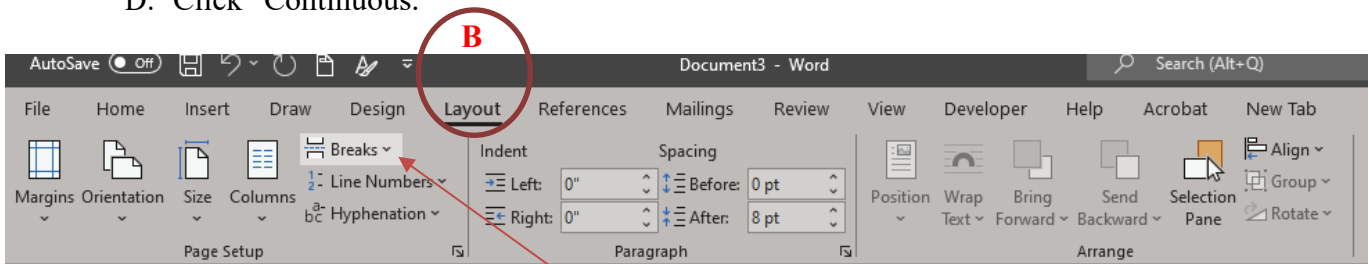 D. Click "Continuous.
B
AutoSave Off Document3 - Word Search (Alt+Q)
File Home Insert Draw Design Layout References Mailings Review View Developer Help Acrobat New Tab
Breaks Indent Spacing Align
Line Numbers Left: 0" Before: 0 pt Group
Margins Orientation Size Columns Position Wrap Bring Send Selection
Hyphenation Right: 0" After: 8 pt Text Forward Backward Pane Rotate
Page Setup Paragraph Arrange